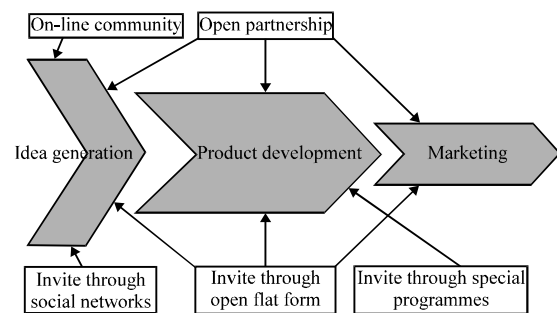 On-line community
Open partnership
Idea generation
Product development
Marketing
Invite through
social networks
Invite through
open flat form
Invite through special
programmes